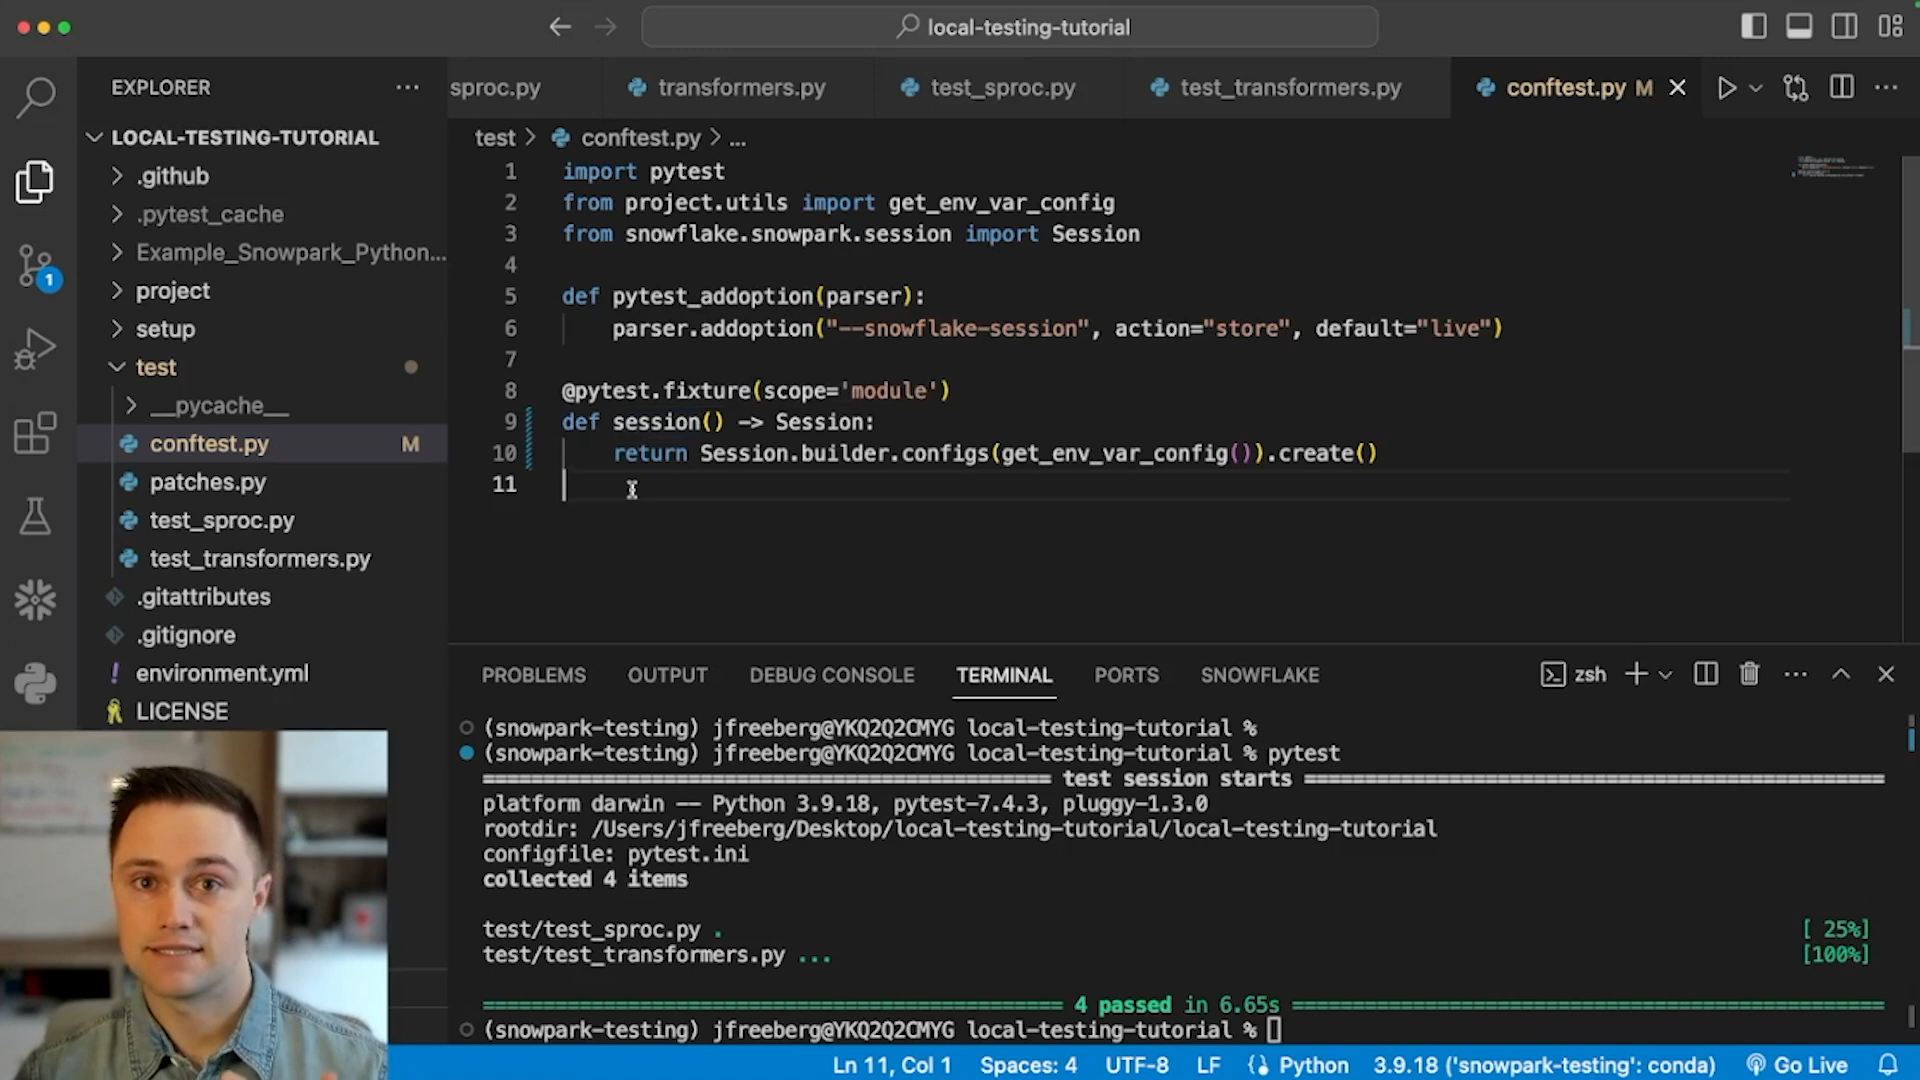 local-testing-tutorial
EXPLORER
LOCAL-TESTING-TUTORIAL
.github
.pytest_cache
Example_Snowpark_Python...
project
setup
test
__pycache__
conftest.py M
patches.py
test_sproc.py
test_transformers.py
.gitattributes
.gitignore
! environment.yml
LICENSE
1
sproc.py transformers.py test_sproc.py test_transformers.py conftest.py M
test > conftest.py > ...
1 import pytest
2 from project.utils import get_env_var_config
3 from snowflake.snowpark.session import Session
4
5 def pytest_addoption(parser):
6 parser.addoption("--snowflake-session", action="store", default="live")
7
8 @pytest.fixture(scope='module')
9 def session() -> Session:
10 return Session.builder.configs(get_env_var_config()).create()
11
PROBLEMS OUTPUT DEBUG CONSOLE TERMINAL PORTS SNOWFLAKE zsh
(snowpark-testing) jfreeberg@YKQ2Q2CMYG local-testing-tutorial %
(snowpark-testing) jfreeberg@YKQ2Q2CMYG local-testing-tutorial % pytest
test session starts
platform darwin -- Python 3.9.18, pytest-7.4.3, pluggy-1.3.0
rootdir: /Users/jfreeberg/Desktop/local-testing-tutorial/local-testing-tutorial
configfile: pytest.ini
collected 4 items
test/test_sproc.py . [ 25%]
test/test_transformers.py ... [100%]
4 passed in 6.65s
(snowpark-testing) jfreeberg@YKQ2Q2CMYG local-testing-tutorial %
Ln 11, Col 1 Spaces: 4 UTF-8 LF Python 3.9.18 ('snowpark-testing': conda) Go Live